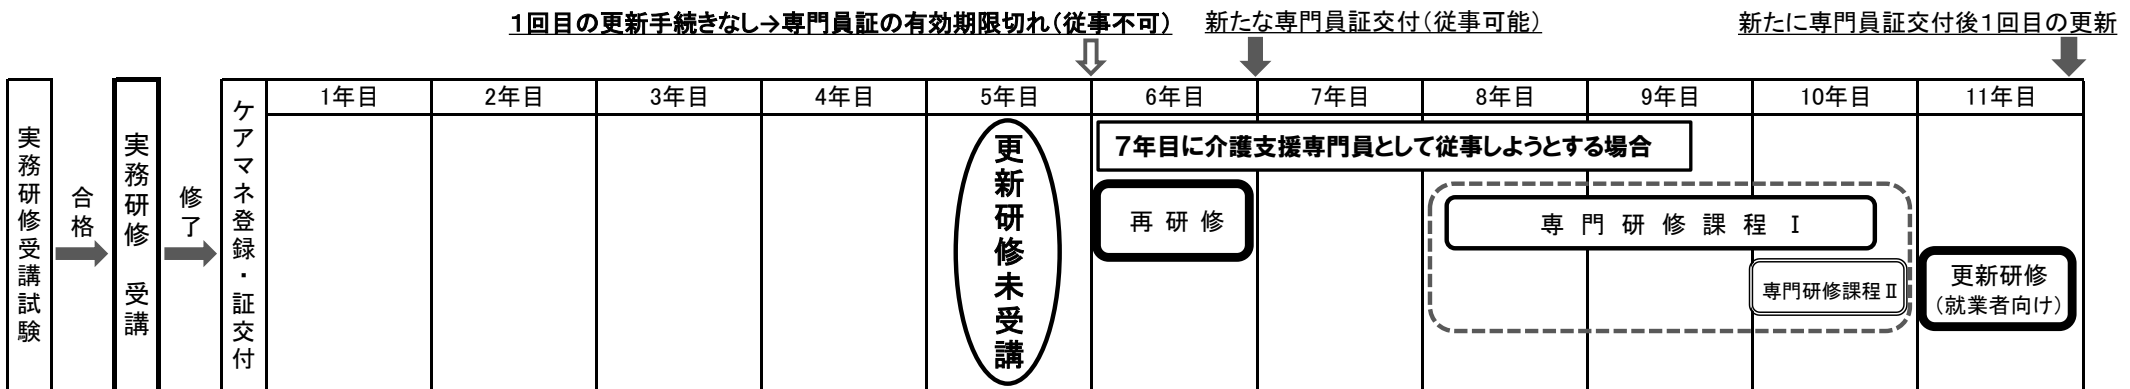 1回目の更新手続きなし→専門員証の有効期限切れ(従事不可)
新たな専門員証交付(従事可能)
新たに専門員証交付後1回目の更新
実務研修受講試験
合格
実務研修 受講
修了
ケアマネ登録・証交付
1年目
2年目
3年目
4年目
5年目
6年目
7年目
8年目
9年目
10年目
11年目
更新研修未受講
7年目に介護支援専門員として従事しようとする場合
再研修
専門研修課程Ⅰ
専門研修課程Ⅱ
更新研修
(就業者向け)